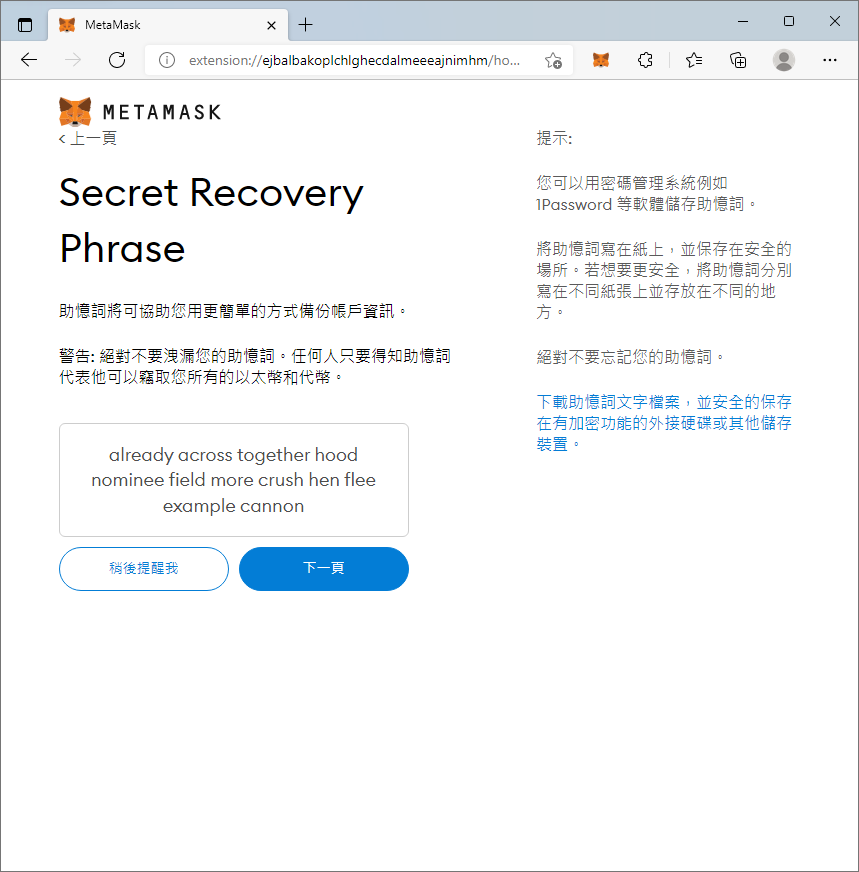 MetaMask
extension://ejbalbakoplchlghecdalmeeeajnimhm/ho...
METAMASK
< 上一頁
Secret Recovery
Phrase
助憶詞將可協助您用更簡單的方式備份帳戶資訊。
警告: 絕對不要洩漏您的助憶詞。任何人只要得知助憶詞
代表他可以竊取您所有的以太幣和代幣。
already across together hood
nominee field more crush hen flee
example cannon
稍後提醒我
下一頁
提示:
您可以用密碼管理系統例如
1Password 等軟體儲存助憶詞。
將助憶詞寫在紙上，並保存在安全的
場所。若想要更安全，將助憶詞分別
寫在不同紙張上並存放在不同的地
方。
絕對不要忘記您的助憶詞。
下載助憶詞文字檔案，並安全的保存
在有加密功能的外接硬碟或其他儲存
裝置。